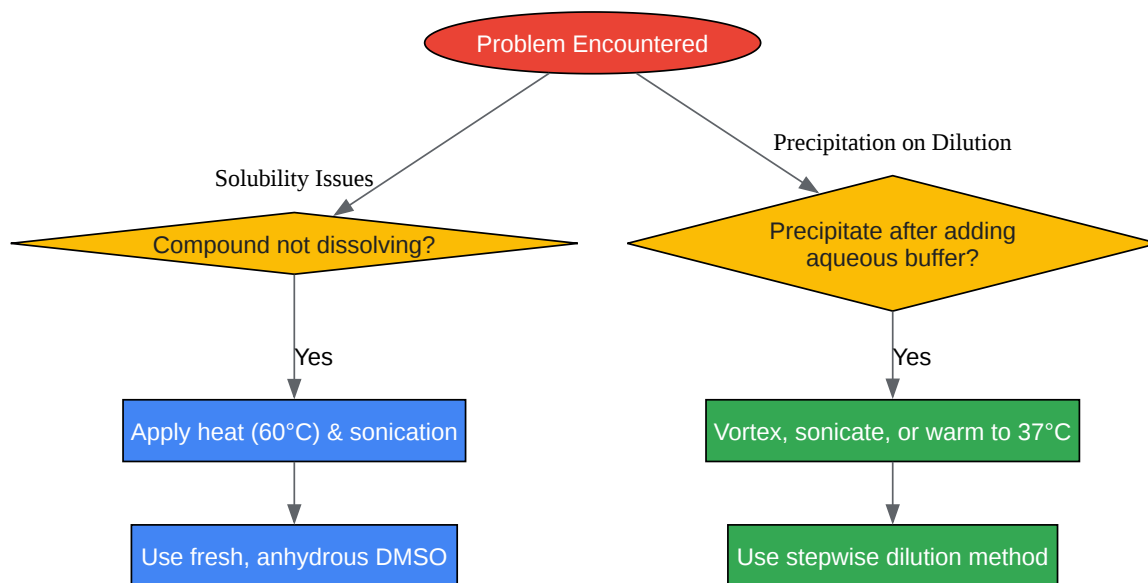 Problem Encountered
Precipitation on Dilution
Solubility Issues
Compound not dissolving?
Precipitate after adding
aqueous buffer?
Yes
Yes
Apply heat (60°C) & sonication
Vortex, sonicate, or warm to 37°C
Use fresh, anhydrous DMSO
Use stepwise dilution method